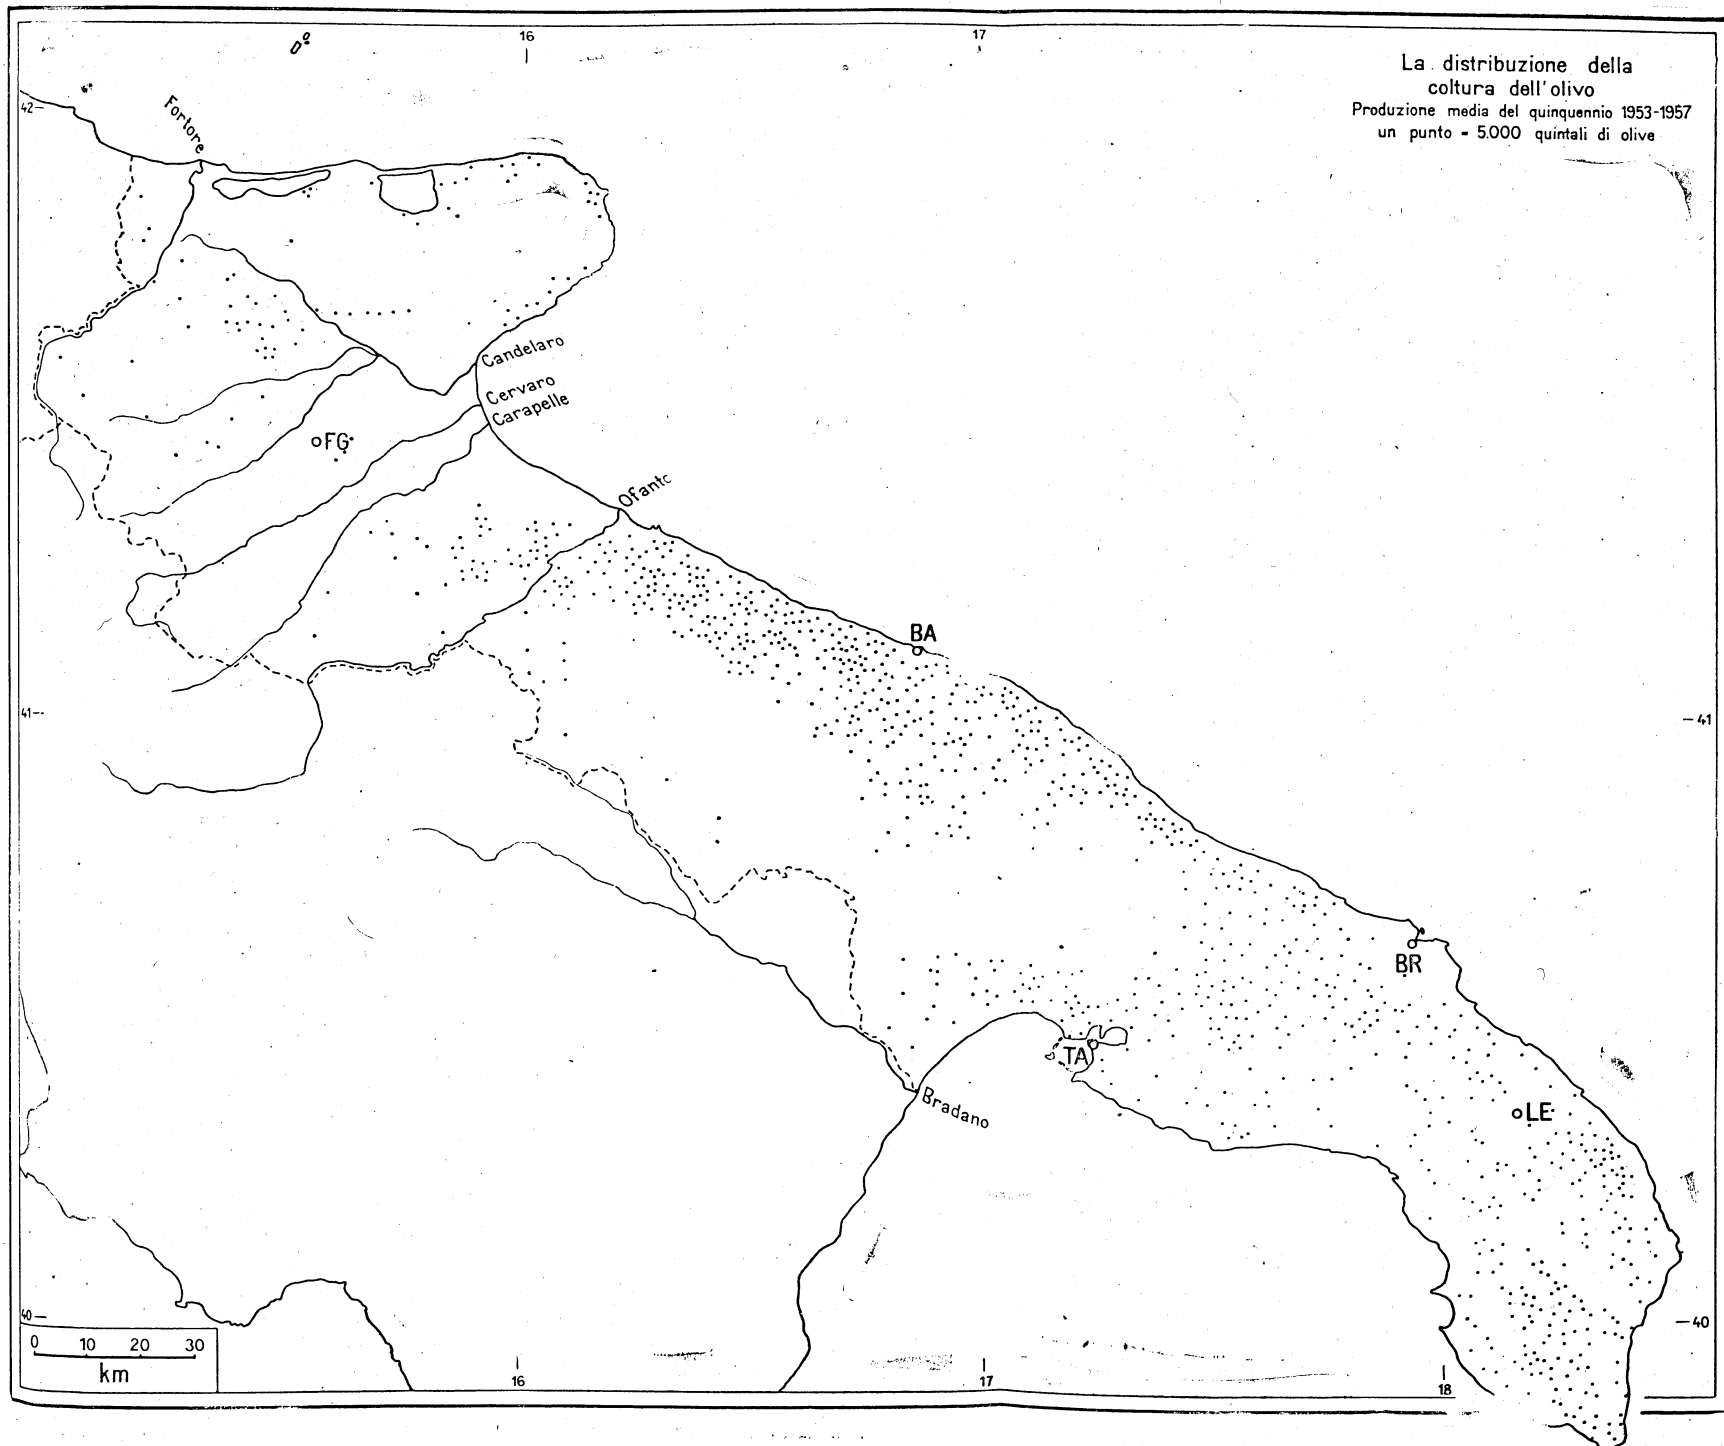 0°
16
17
La distribuzione della
coltura dell'olivo
Produzione media del quinquennio 1953-1957
un punto = 5.000 quintali di olive
42
Fortore
Candelaro
Cervaro
Carapelle
FG
Ofanto
BA
41
41
BR
TA
Bradano
LE
40
40
0 10 20 30
km
16
17
18